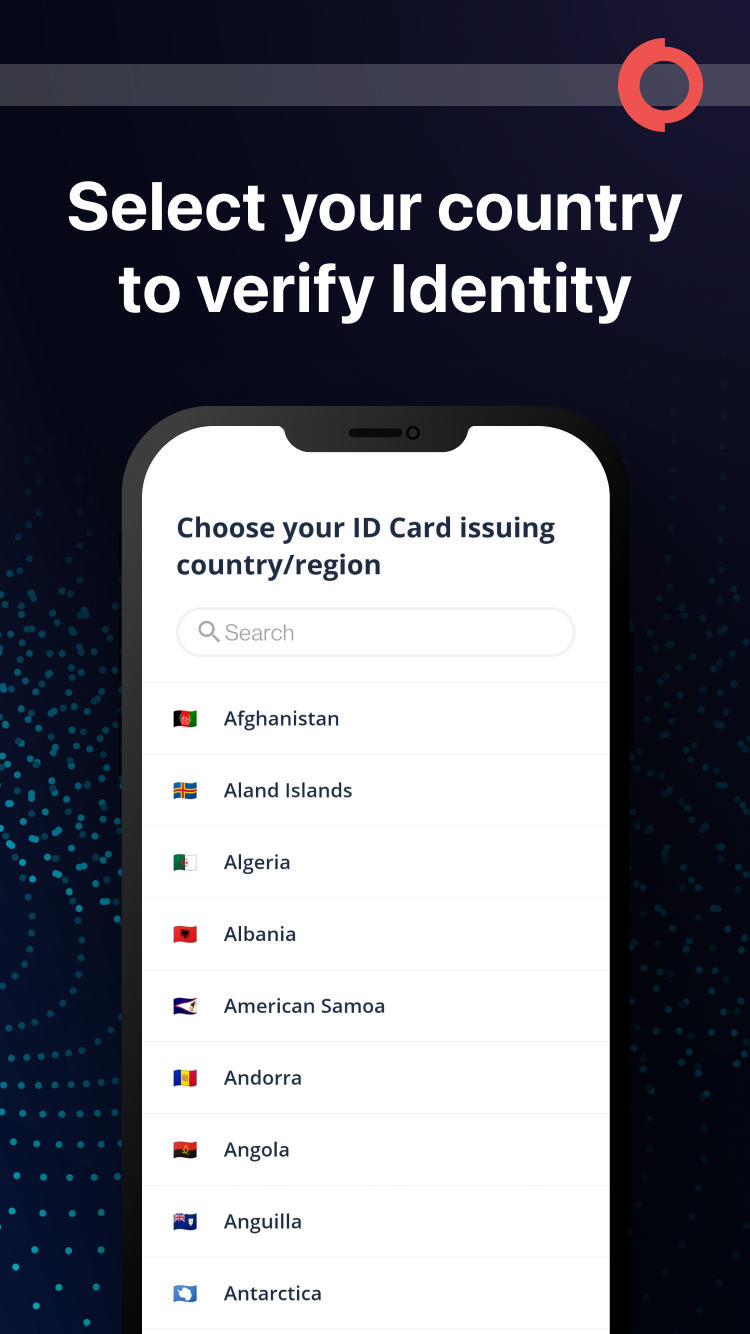 Select your country
to verify Identity
Choose your ID Card issuing
country/region
Search
Afghanistan
Aland Islands
Algeria
Albania
American Samoa
Andorra
Angola
Anguilla
Antarctica